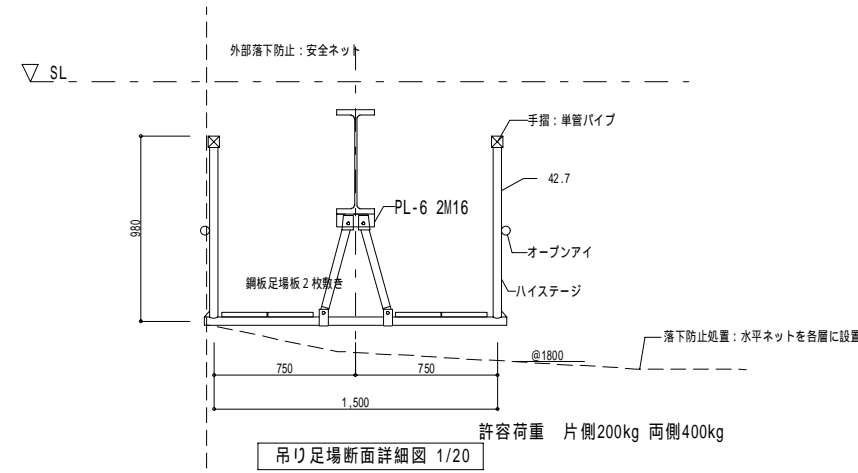 外部落下防止：安全ネット
SL
手摺：単管パイプ
42.7
PL-6 2M16
980
オープンアイ
鋼板足場板２枚敷き
ハイステージ
落下防止処置：水平ネットを各層に設置
@1800
750
750
1,500
許容荷重　片側200kg 両側400kg
吊り足場断面詳細図 1/20